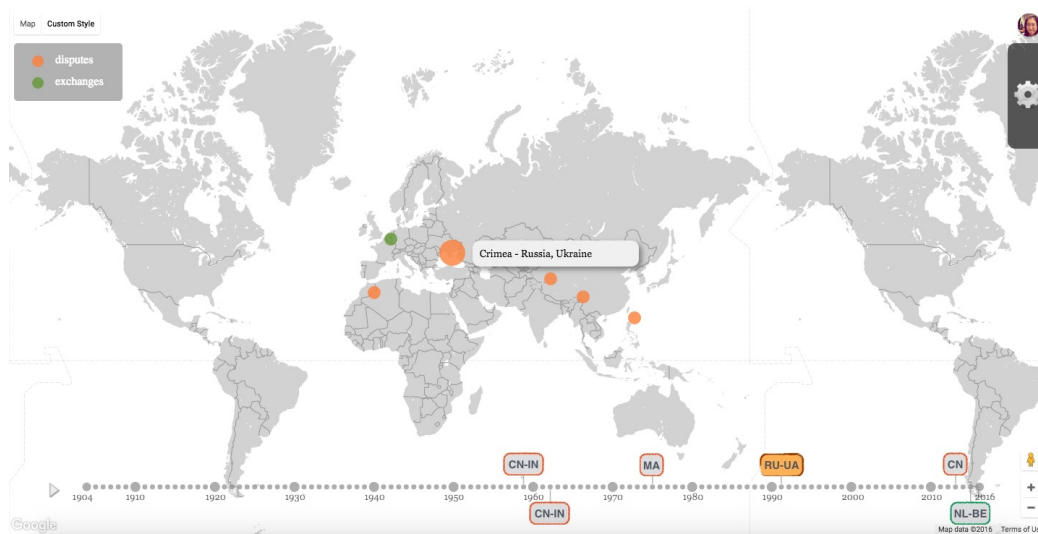 Map Custom Style
disputes
exchanges
Crimea - Russia, Ukraine
CN-IN MA RU-UA CN
1904 1910 1920 1930 1940 1950 1960 1970 1980 1990 2000 2010 2016
CN-IN NL-BE
Google
Map data ©2016 Terms of Us